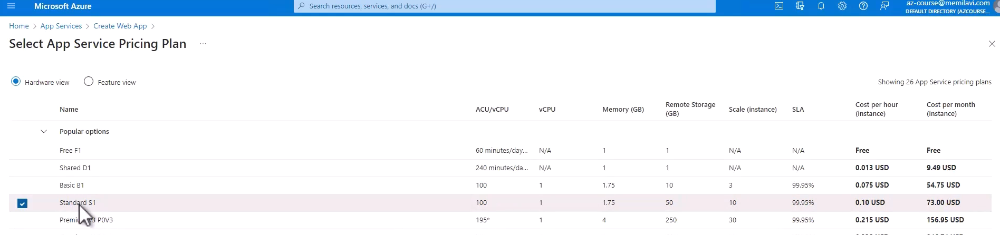 Microsoft Azure
Search resources, services, and docs (G+/)
az-course@memilavi.com
DEFAULT DIRECTORY (AZCOURSE...
Home > App Services > Create Web App >
Select App Service Pricing Plan ...
Hardware view Feature view
Showing 26 App Service pricing plans
Name ACU/vCPU vCPU Memory (GB) Remote Storage (GB) Scale (instance) SLA Cost per hour (instance) Cost per month (instance)
Popular options
Free F1 60 minutes/day... N/A 1 1 N/A N/A Free Free
Shared D1 240 minutes/da... N/A 1 1 N/A N/A 0.013 USD 9.49 USD
Basic B1 100 1 1.75 10 3 99.95% 0.075 USD 54.75 USD
Standard S1 100 1 1.75 50 10 99.95% 0.10 USD 73.00 USD
P0V3 195* 1 4 250 30 99.95% 0.215 USD 156.95 USD